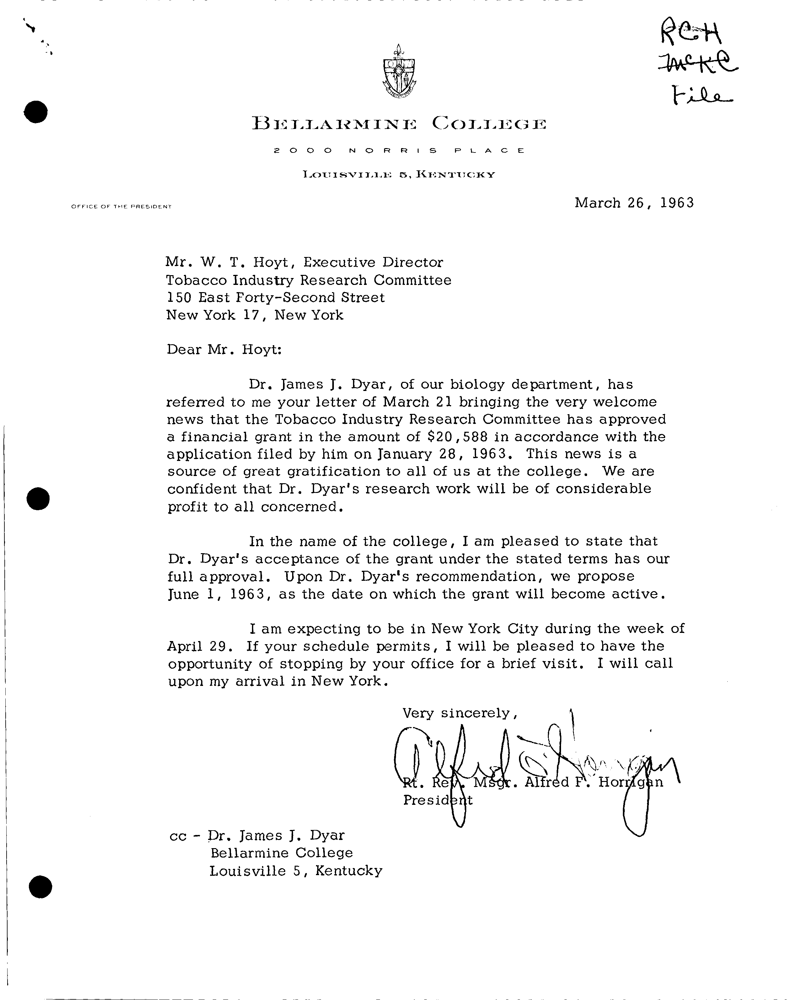 RCH
McKC
File
BELLARMINE COLLEGE
2000 NORRIS PLACE
LOUISVILLE 5, KENTUCKY
OFFICE OF THE PRESIDENT
March 26, 1963
Mr. W. T. Hoyt, Executive Director
Tobacco Industry Research Committee
150 East Forty-Second Street
New York 17, New York
Dear Mr. Hoyt:
Dr. James J. Dyar, of our biology department, has
referred to me your letter of March 21 bringing the very welcome
news that the Tobacco Industry Research Committee has approved
a financial grant in the amount of $20,588 in accordance with the
application filed by him on January 28, 1963. This news is a
source of great gratification to all of us at the college. We are
confident that Dr. Dyar's research work will be of considerable
profit to all concerned.
In the name of the college, I am pleased to state that
Dr. Dyar's acceptance of the grant under the stated terms has our
full approval. Upon Dr. Dyar's recommendation, we propose
June 1, 1963, as the date on which the grant will become active.
I am expecting to be in New York City during the week of
April 29. If your schedule permits, I will be pleased to have the
opportunity of stopping by your office for a brief visit. I will call
upon my arrival in New York.
Very sincerely,
Alfred F. Horrigan
Rt. Rev. Msgr. Alfred F. Horrigan
President
cc - Dr. James J. Dyar
Bellarmine College
Louisville 5, Kentucky